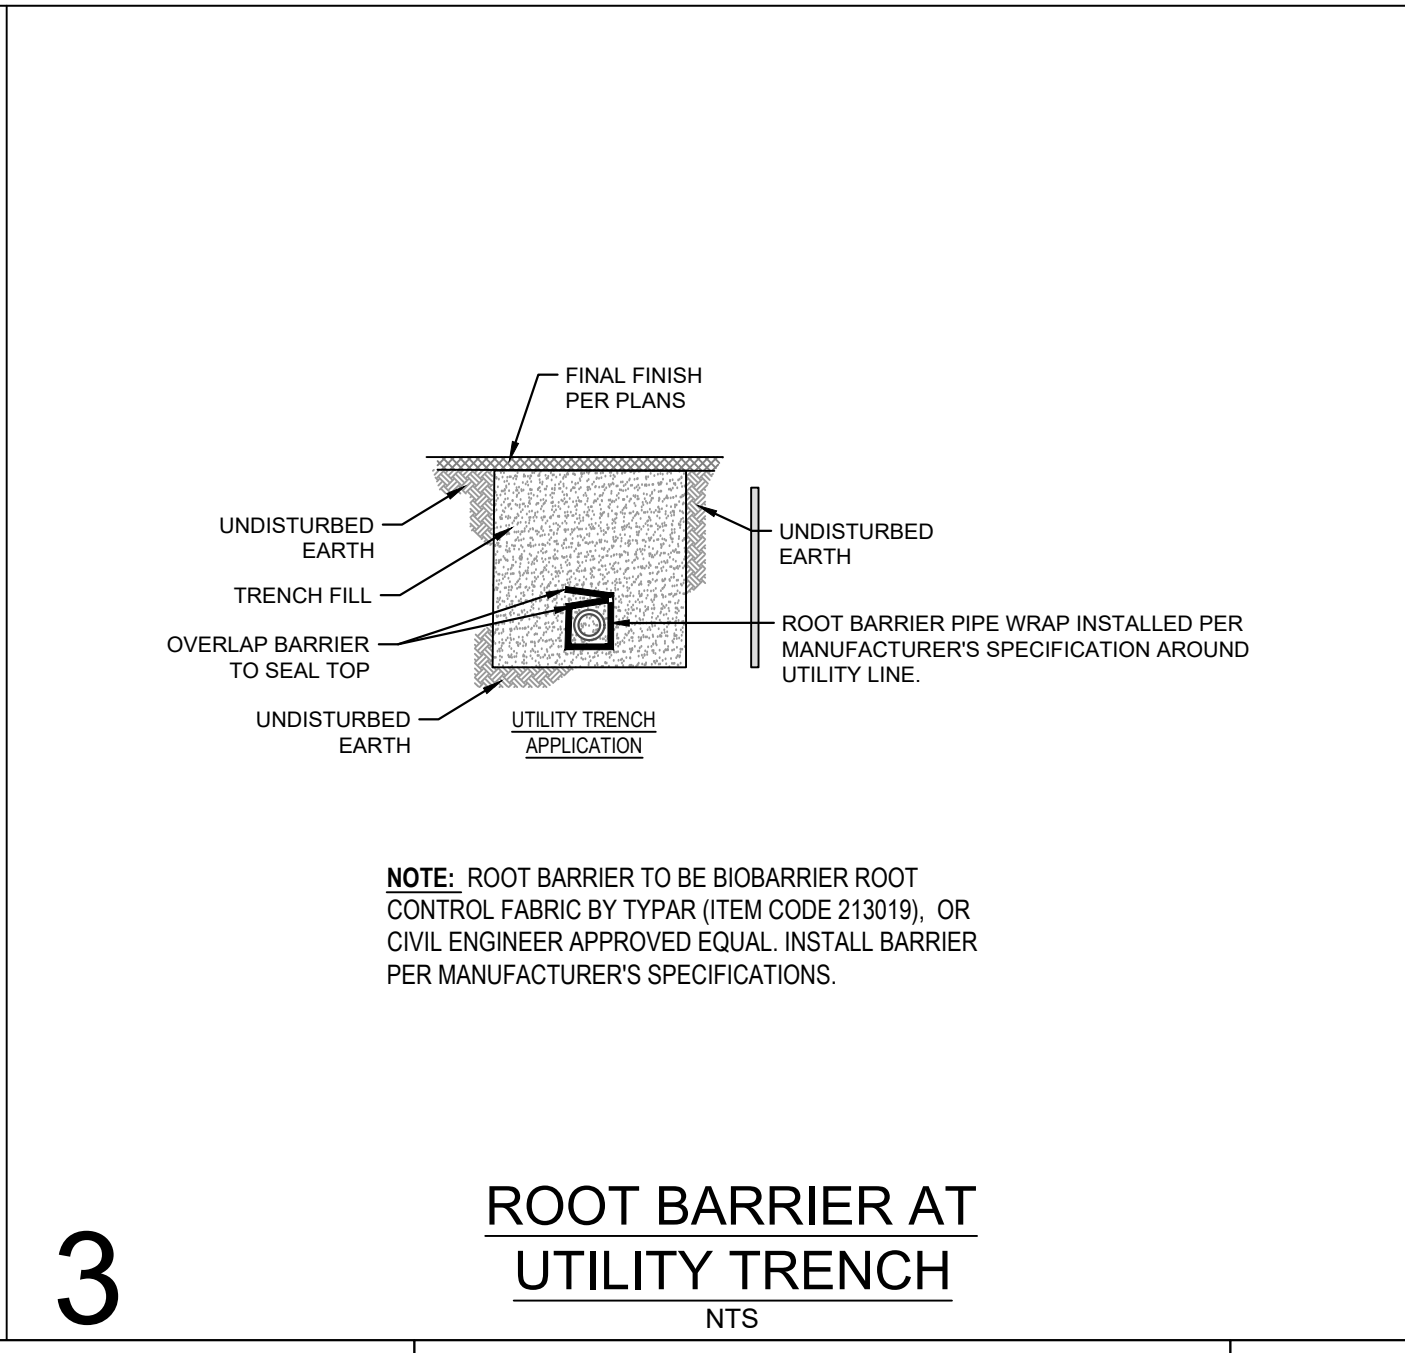 FINAL FINISH
PER PLANS
UNDISTURBED
EARTH
UNDISTURBED
EARTH
TRENCH FILL
ROOT BARRIER PIPE WRAP INSTALLED PER
MANUFACTURER'S SPECIFICATION AROUND
UTILITY LINE.
OVERLAP BARRIER
TO SEAL TOP
UNDISTURBED
EARTH
UTILITY TRENCH
APPLICATION
NOTE: ROOT BARRIER TO BE BIOBARRIER ROOT
CONTROL FABRIC BY TYPAR (ITEM CODE 213019), OR
CIVIL ENGINEER APPROVED EQUAL. INSTALL BARRIER
PER MANUFACTURER'S SPECIFICATIONS.
3
ROOT BARRIER AT
UTILITY TRENCH
NTS